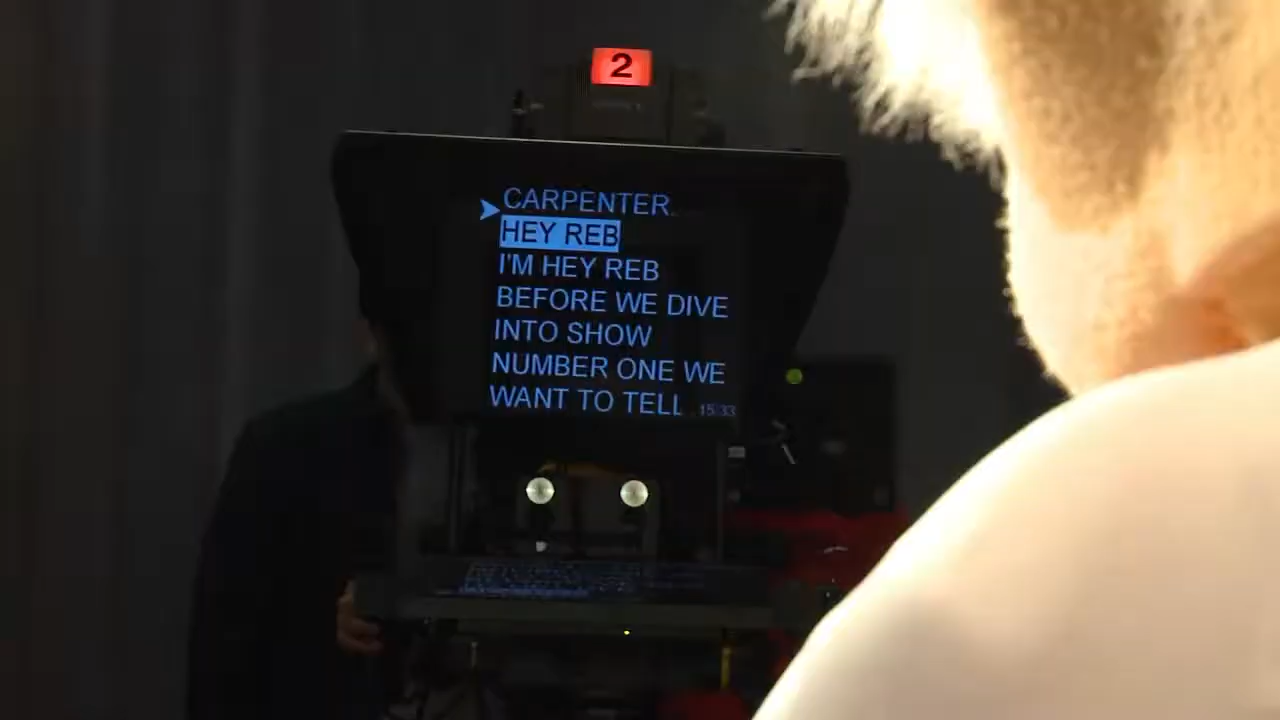 2
CARPENTER.
HEY REB
I'M HEY REB
BEFORE WE DIVE
INTO SHOW
NUMBER ONE WE
WANT TO TELL
15:33